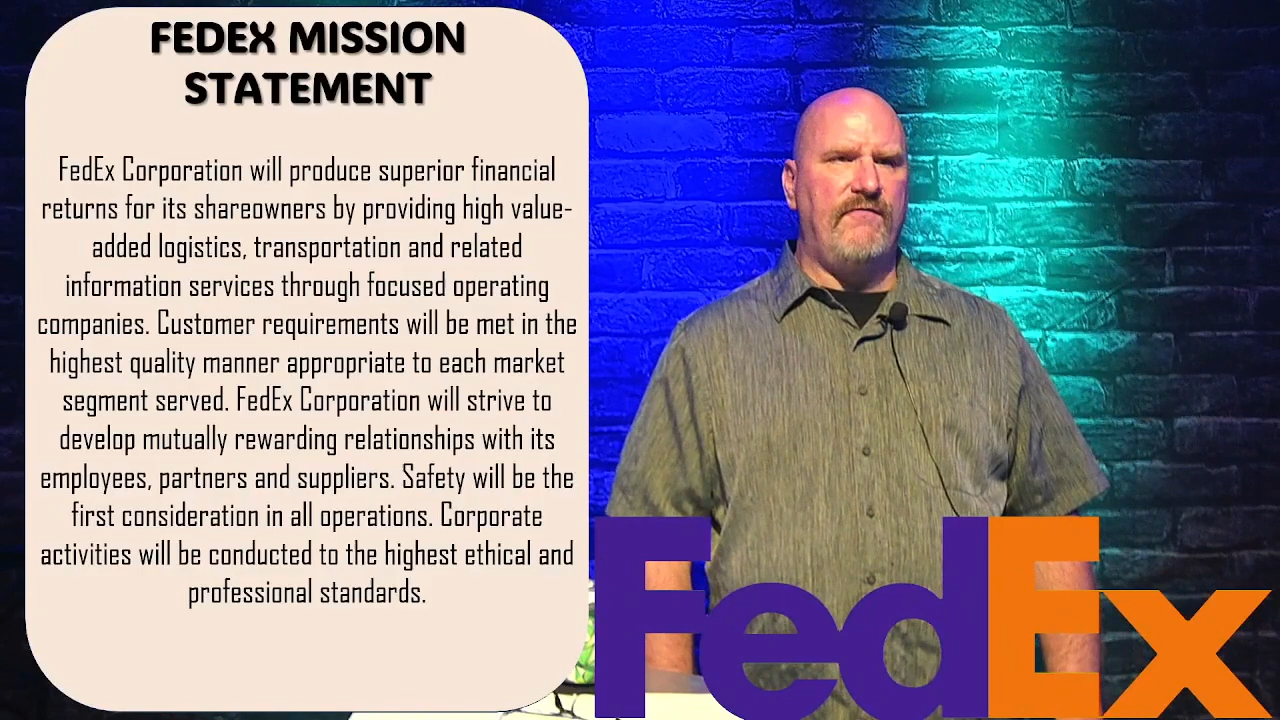 FEDEX MISSION
STATEMENT
FedEx Corporation will produce superior financial
returns for its shareowners by providing high value-
added logistics, transportation and related
information services through focused operating
companies. Customer requirements will be met in the
highest quality manner appropriate to each market
segment served. FedEx Corporation will strive to
develop mutually rewarding relationships with its
employees, partners and suppliers. Safety will be the
first consideration in all operations. Corporate
activities will be conducted to the highest ethical and
professional standards.
FedEx